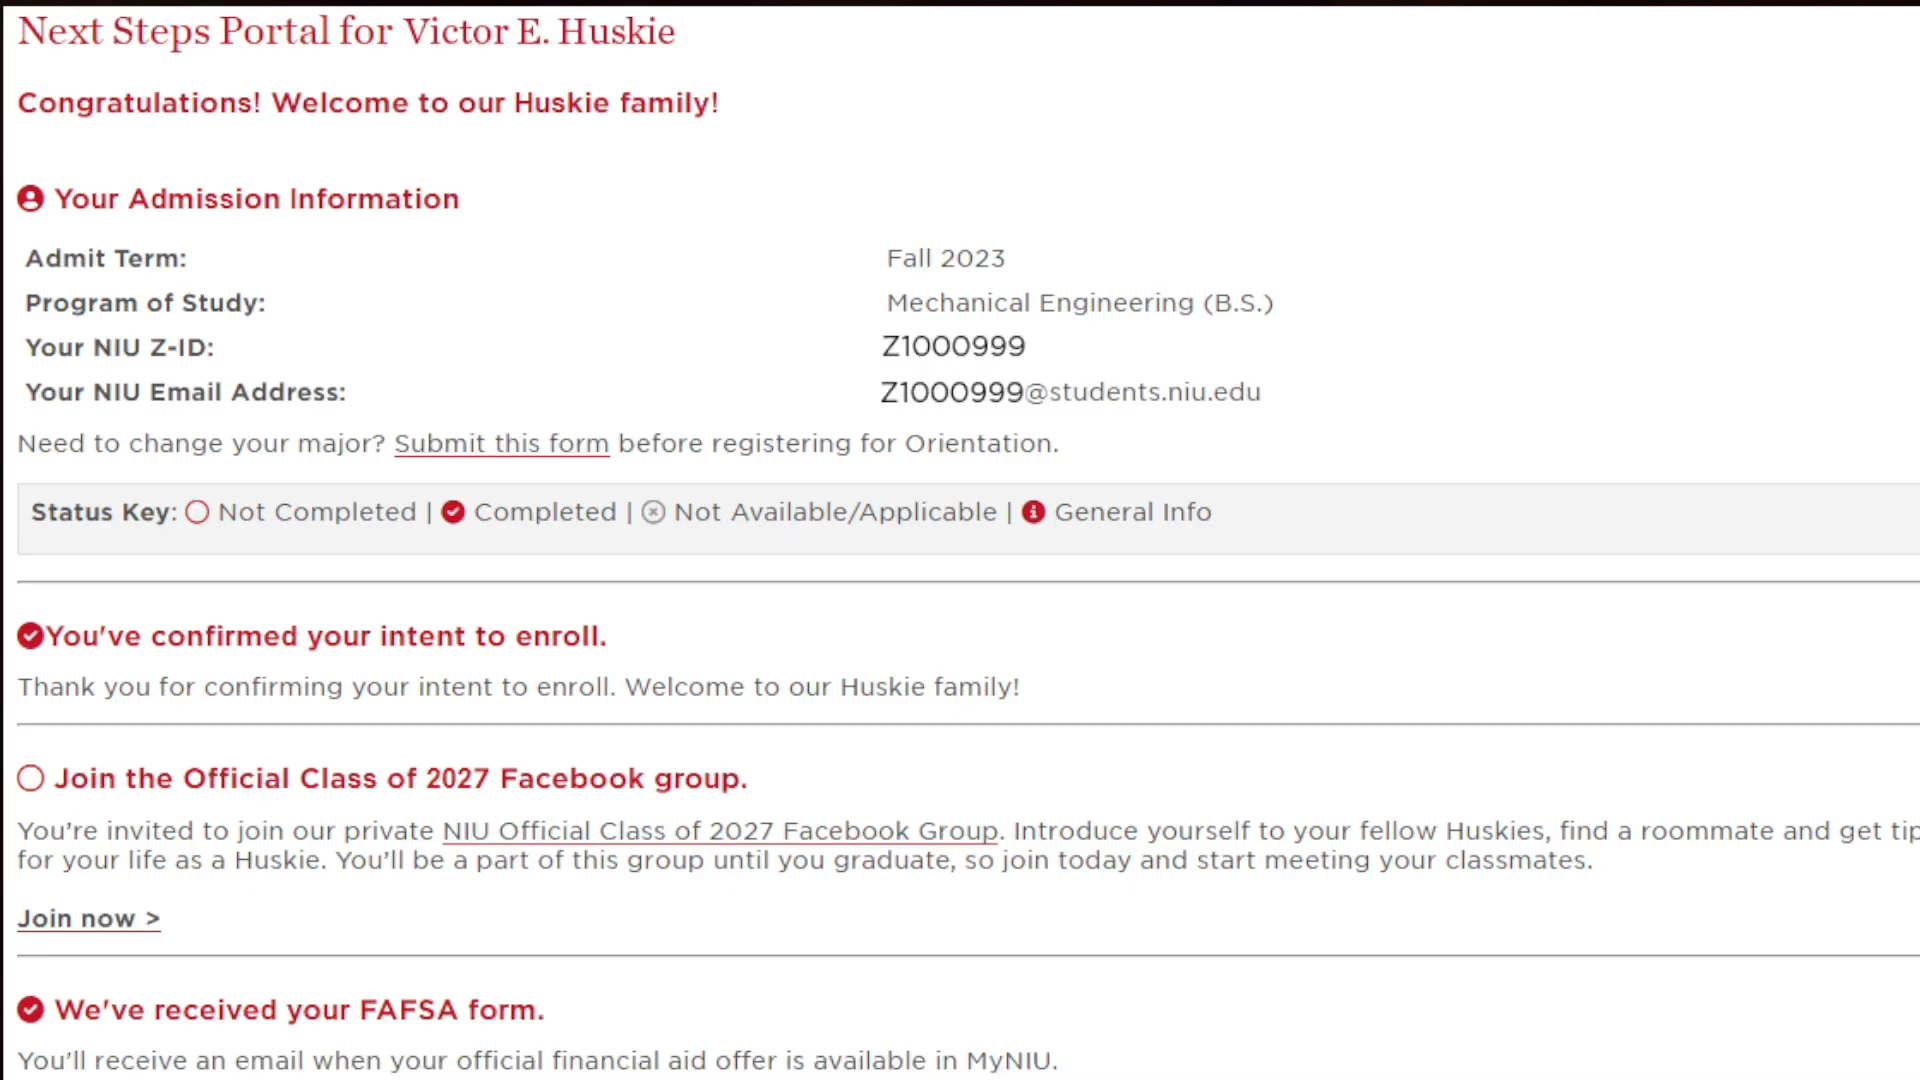 Next Steps Portal for Victor E. Huskie
Congratulations! Welcome to our Huskie family!
Your Admission Information
Admit Term: Fall 2023
Program of Study: Mechanical Engineering (B.S.)
Your NIU Z-ID: Z1000999
Your NIU Email Address: Z1000999@students.niu.edu
Need to change your major? Submit this form before registering for Orientation.
Status Key: Not Completed | Completed | Not Available/Applicable | General Info
You've confirmed your intent to enroll.
Thank you for confirming your intent to enroll. Welcome to our Huskie family!
Join the Official Class of 2027 Facebook group.
You're invited to join our private NIU Official Class of 2027 Facebook Group. Introduce yourself to your fellow Huskies, find a roommate and get tip
for your life as a Huskie. You'll be a part of this group until you graduate, so join today and start meeting your classmates.
Join now >
We've received your FAFSA form.
You'll receive an email when your official financial aid offer is available in MyNIU.